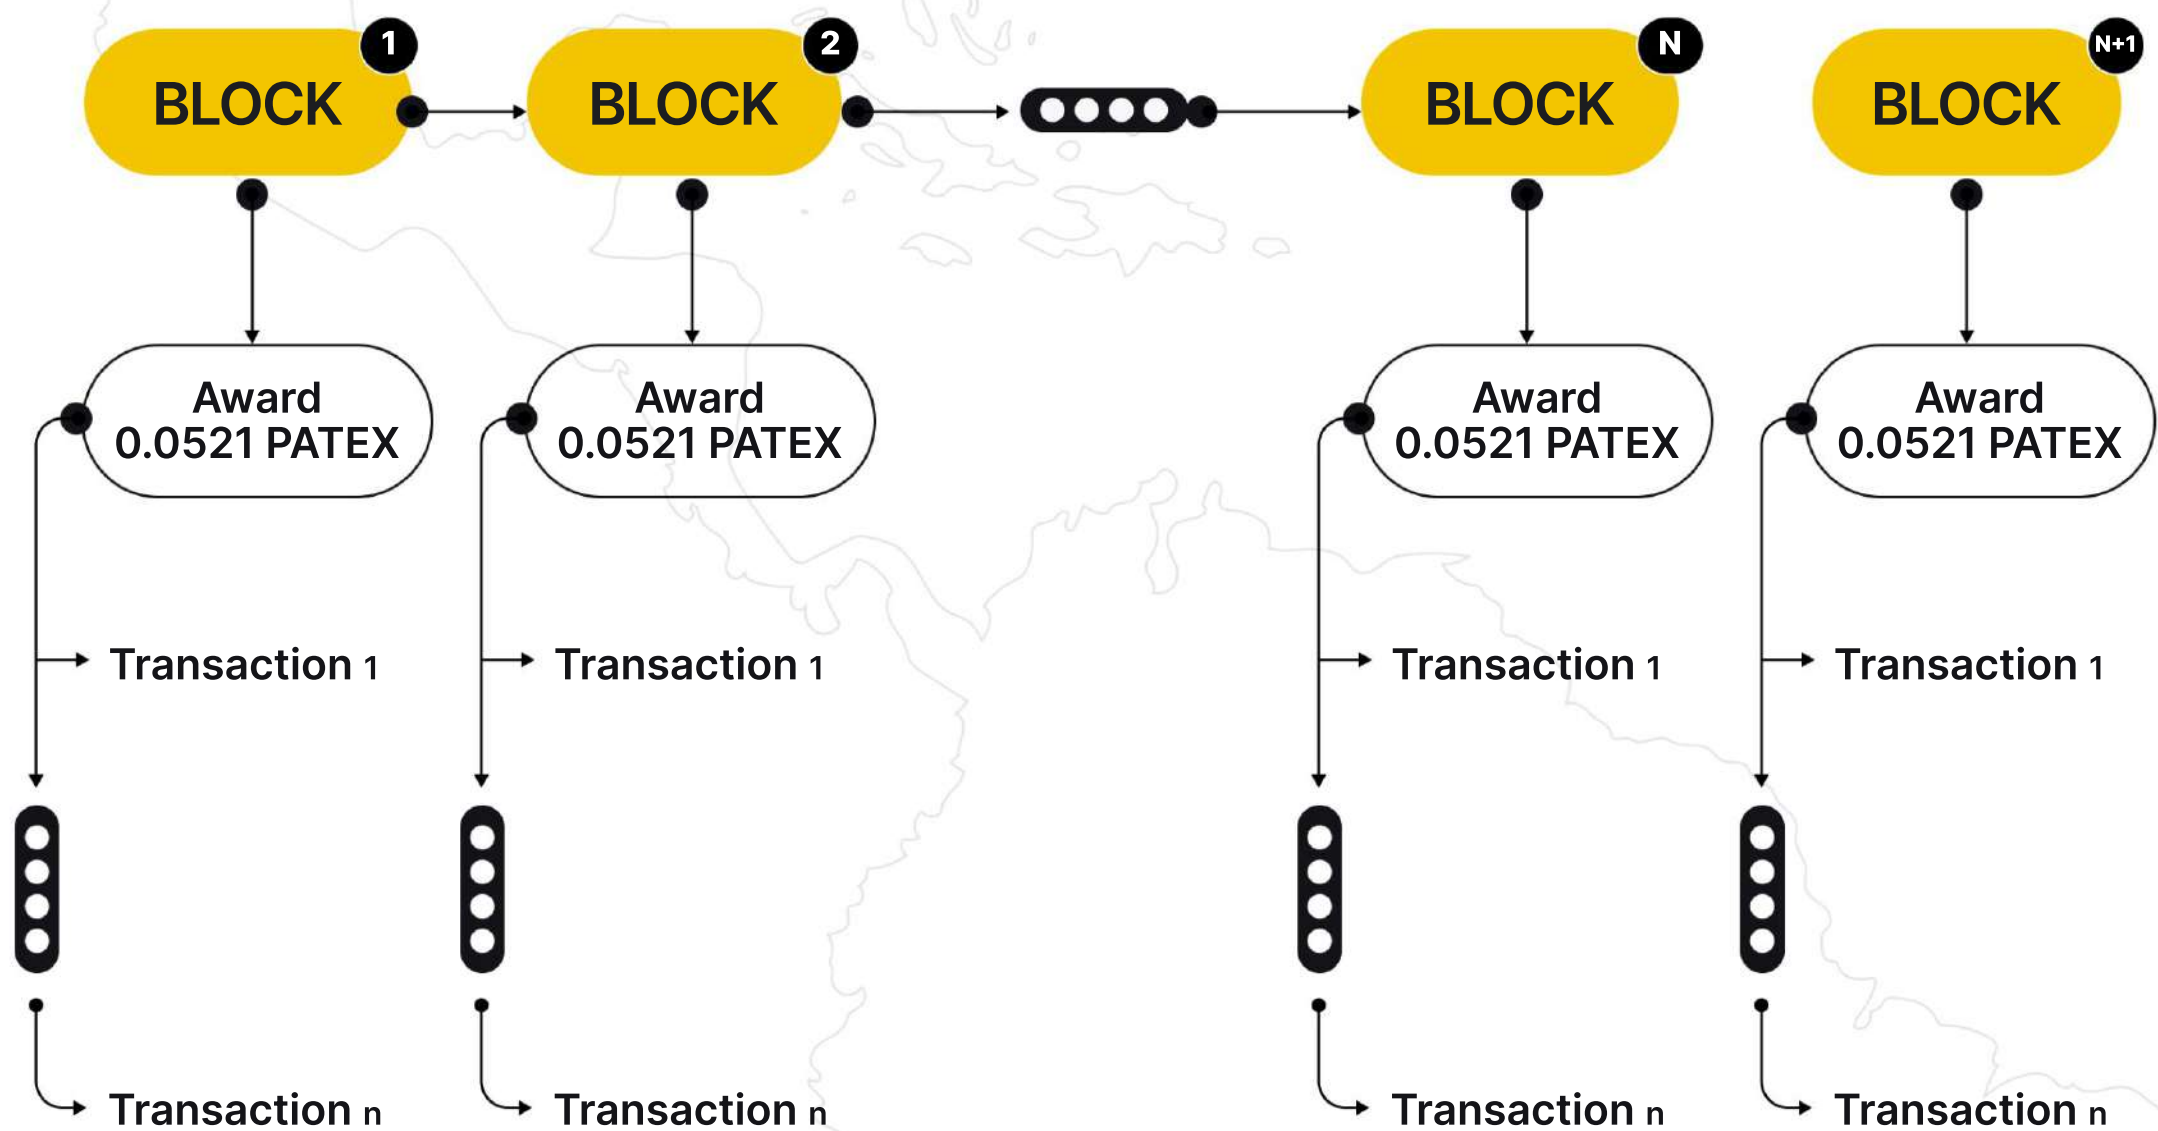 1
BLOCK
2
BLOCK
N
BLOCK
N+1
BLOCK
Award
0.0521 PATEX
Award
0.0521 PATEX
Award
0.0521 PATEX
Award
0.0521 PATEX
Transaction 1
Transaction 1
Transaction 1
Transaction 1
Transaction n
Transaction n
Transaction n
Transaction n